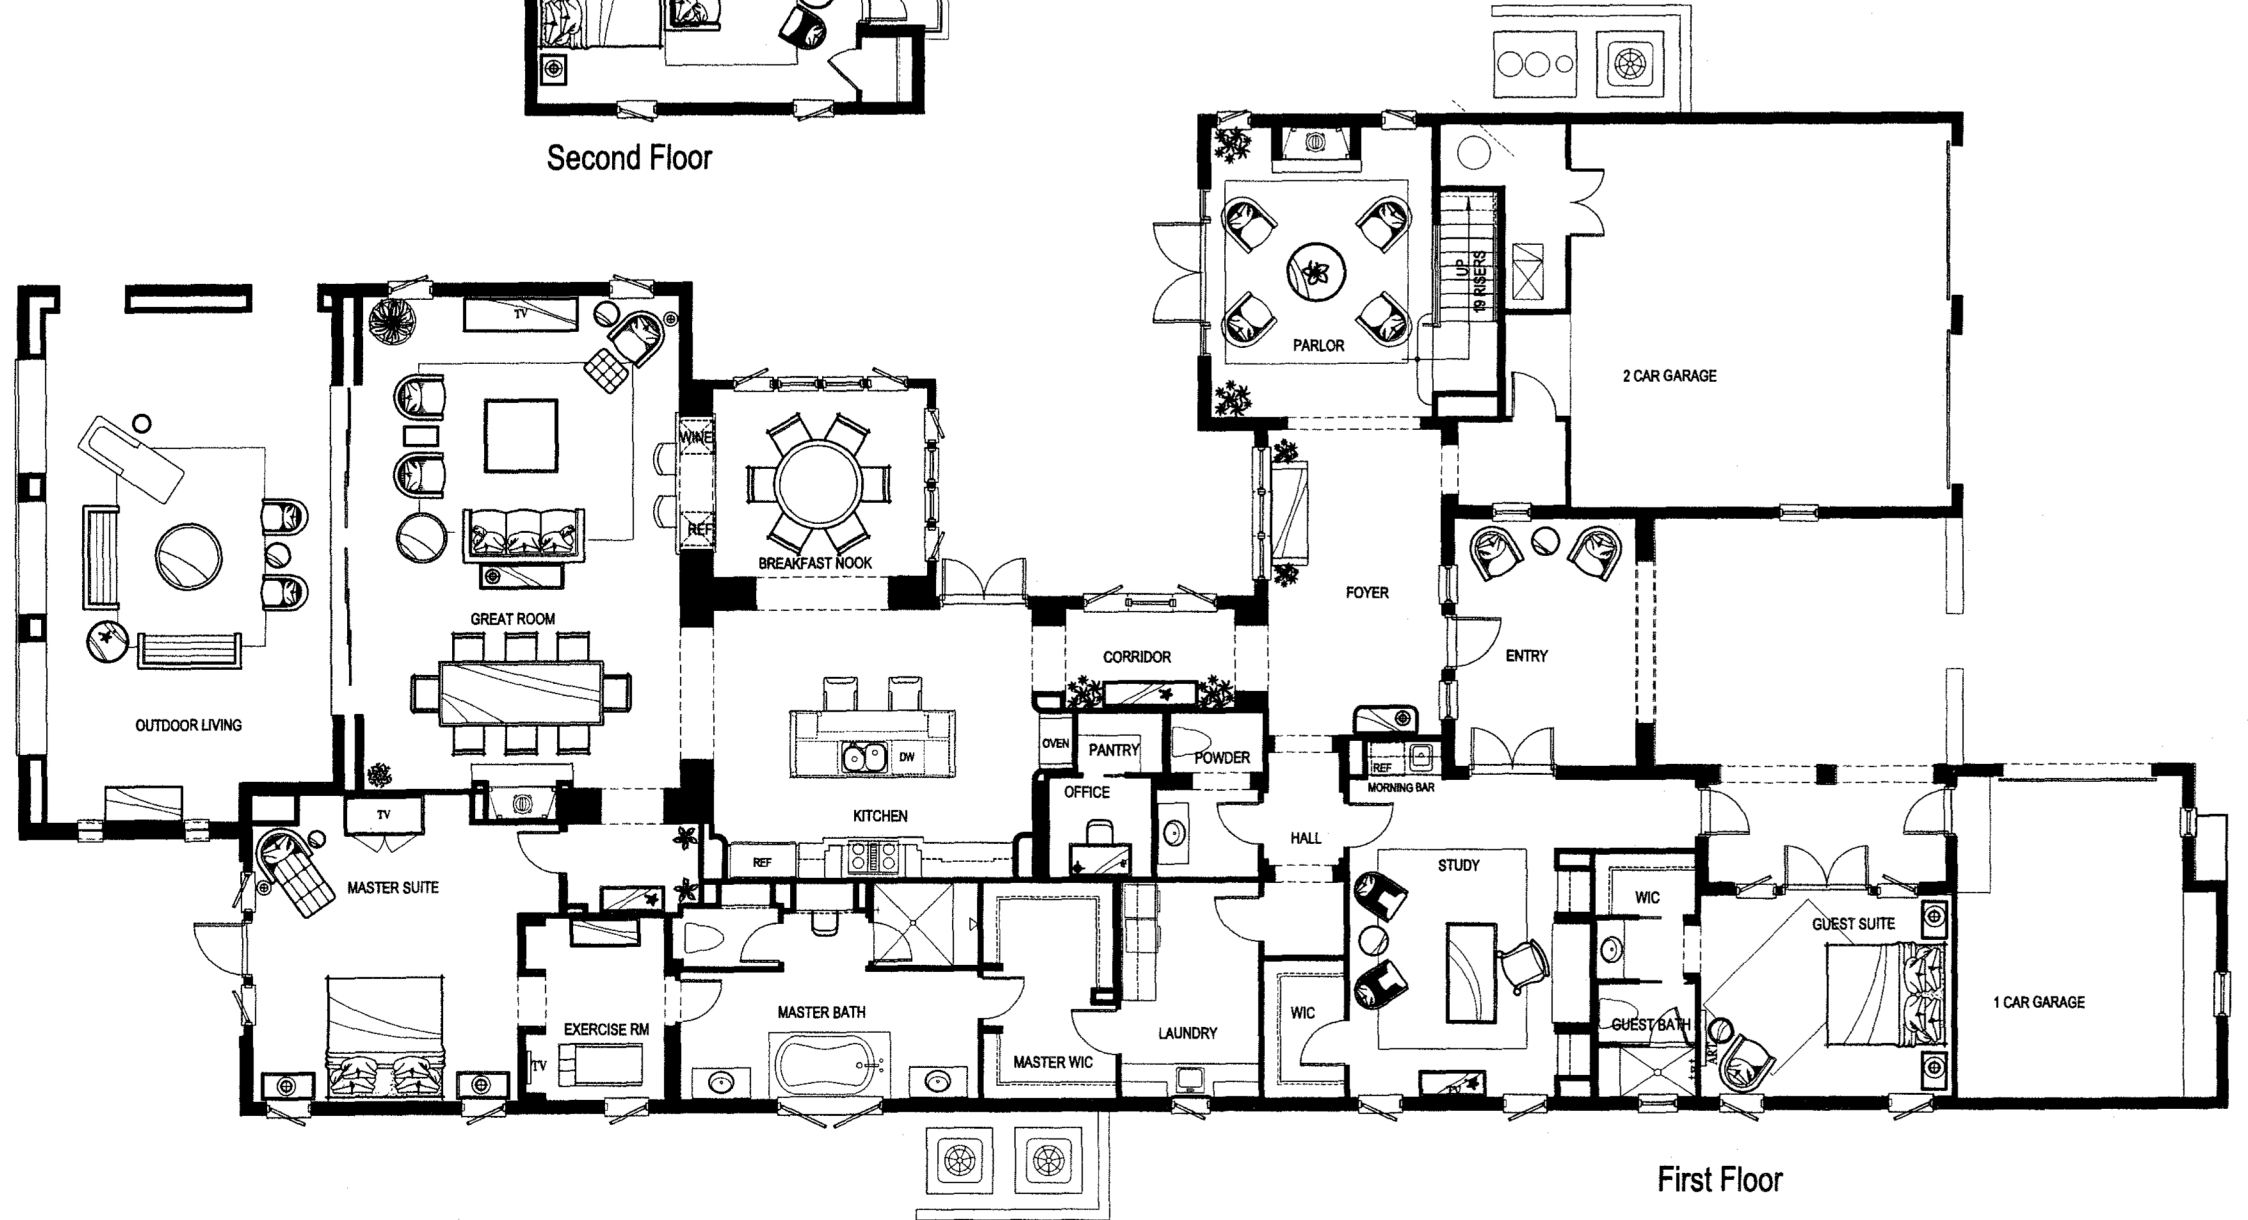 Second Floor
UP
19 RISERS
TV
PARLOR
2 CAR GARAGE
WINE
REF
BREAKFAST NOOK
GREAT ROOM
FOYER
ENTRY
CORRIDOR
OUTDOOR LIVING
OVEN
PANTRY
POWDER
DW
REF
MORNING BAR
OFFICE
KITCHEN
TV
HALL
REF
STUDY
MASTER SUITE
WIC
GUEST SUITE
MASTER BATH
EXERCISE RM
TV
MASTER WIC
LAUNDRY
WIC
GUEST BATH
ART
1 CAR GARAGE
First Floor